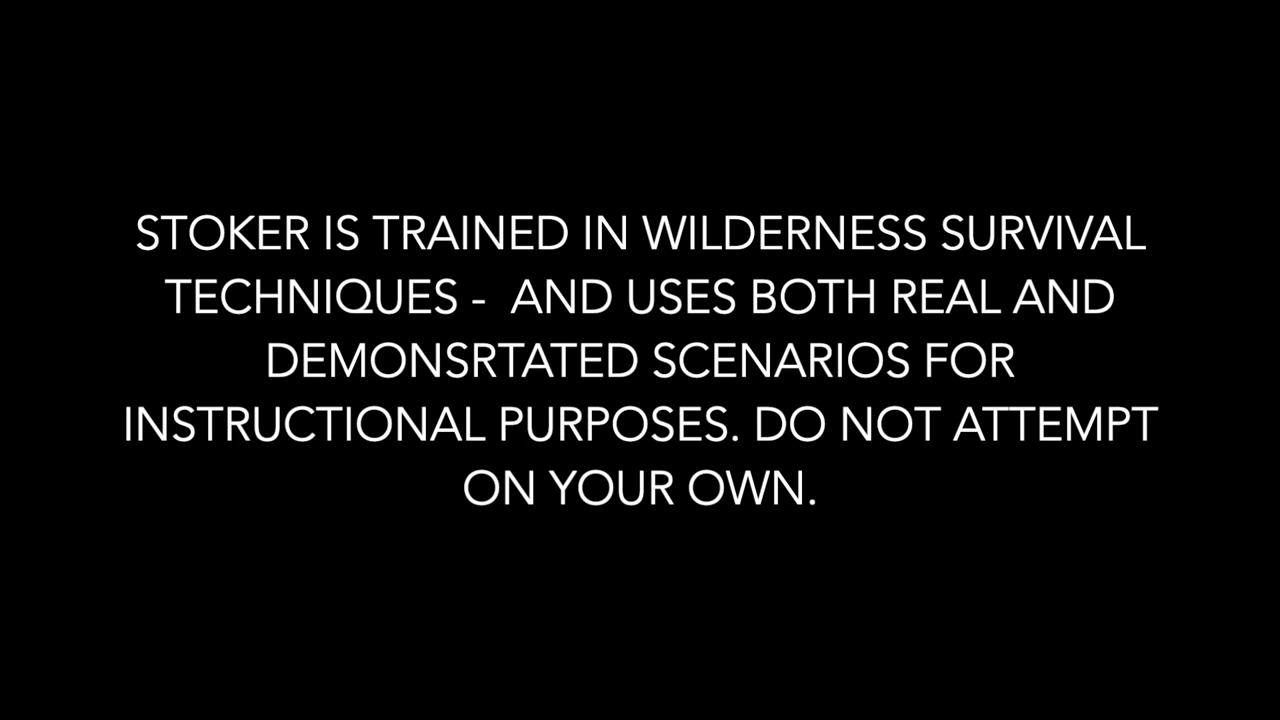 STOKER IS TRAINED IN WILDERNESS SURVIVAL
TECHNIQUES -  AND USES BOTH REAL AND
DEMONSRTATED SCENARIOS FOR
INSTRUCTIONAL PURPOSES. DO NOT ATTEMPT
ON YOUR OWN.